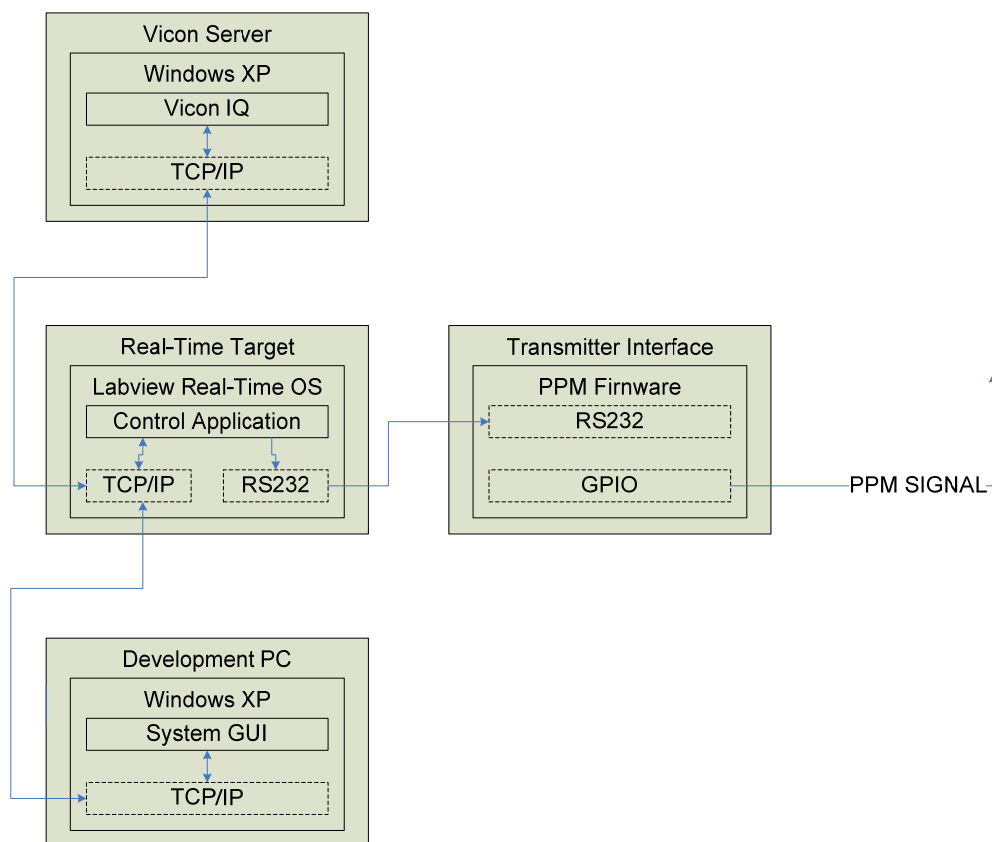 Vicon Server
Windows XP
Vicon IQ
TCP/IP
Real-Time Target
Labview Real-Time OS
Control Application
TCP/IP
RS232
Transmitter Interface
PPM Firnware
RS232
GPIO
PPM SIGNAL
Development PC
Windows XP
System GUI
TCP/IP